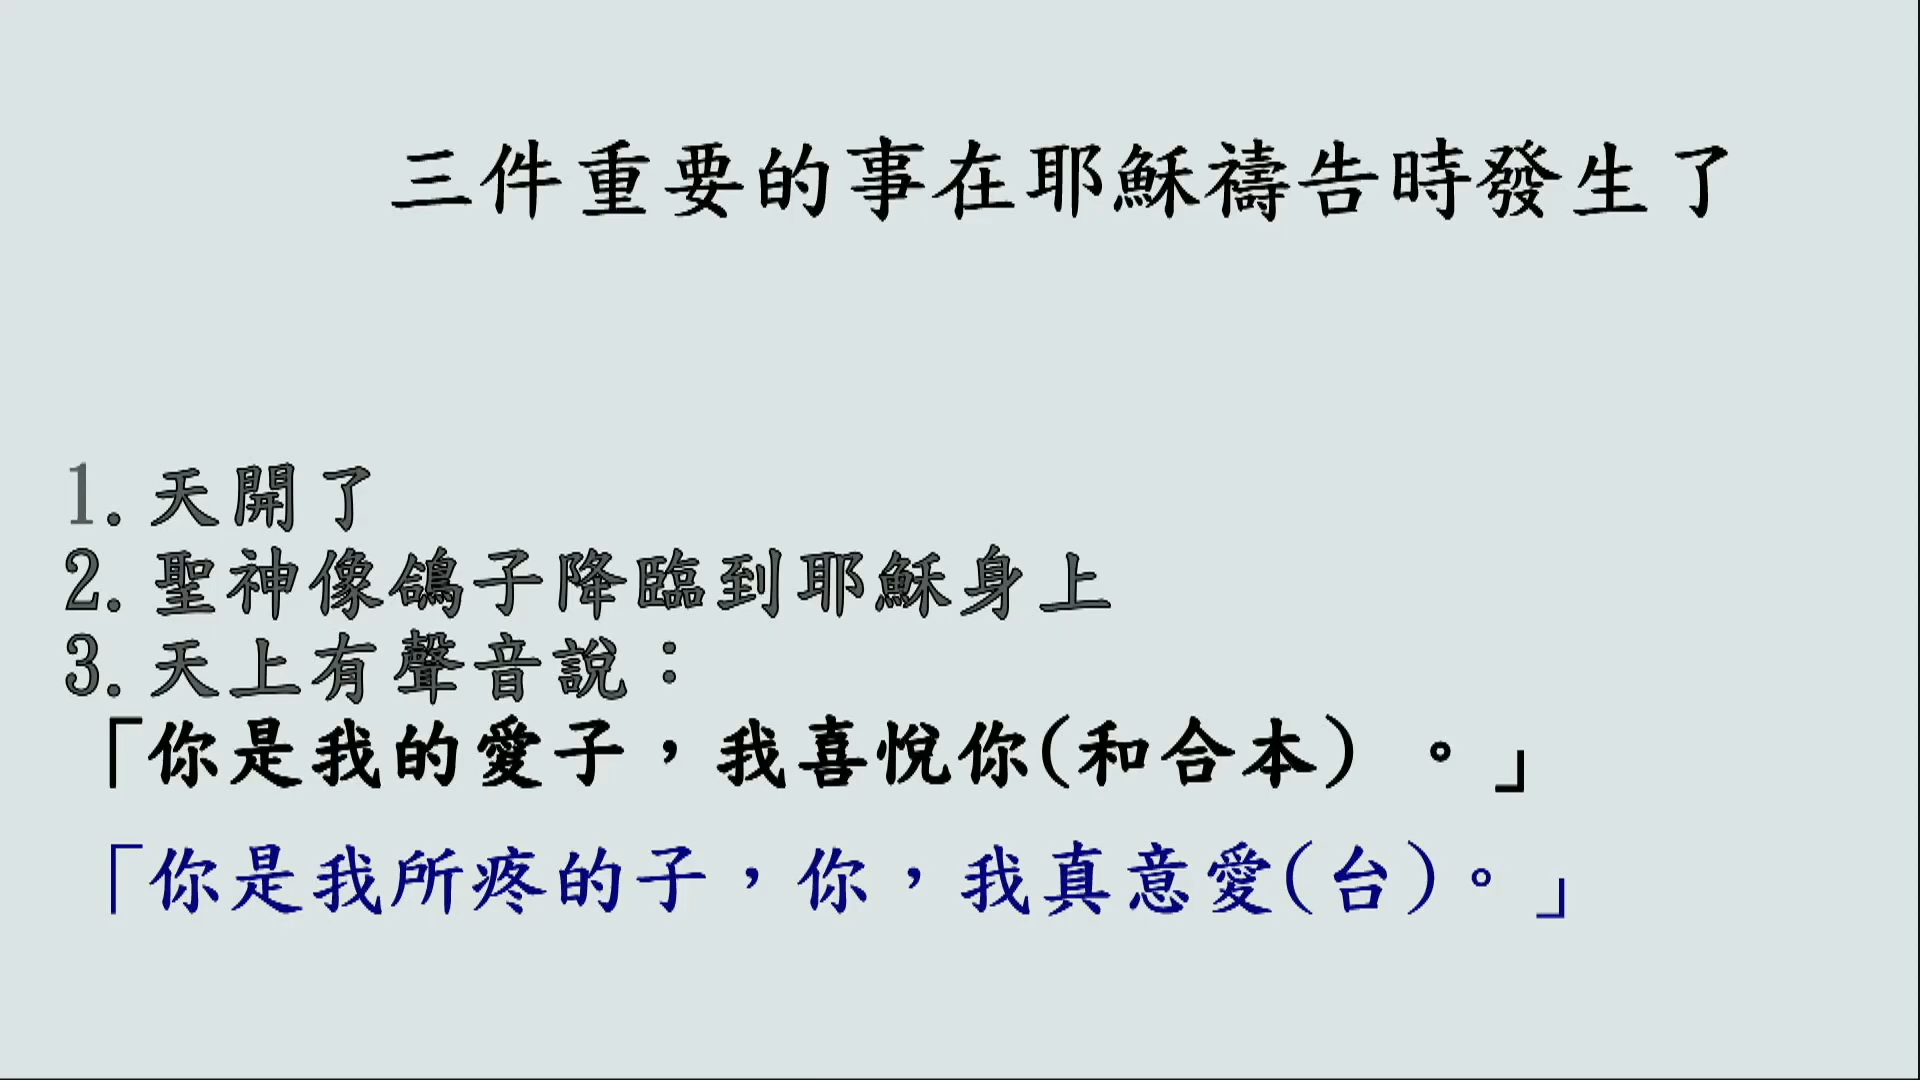 三件重要的事在耶穌禱告時發生了
1.天開了
2.聖神像鴿子降臨到耶穌身上
3.天上有聲音說：
「你是我的愛子，我喜悅你(和合本) 。」
「你是我所疼的子，你，我真意愛(台)。」